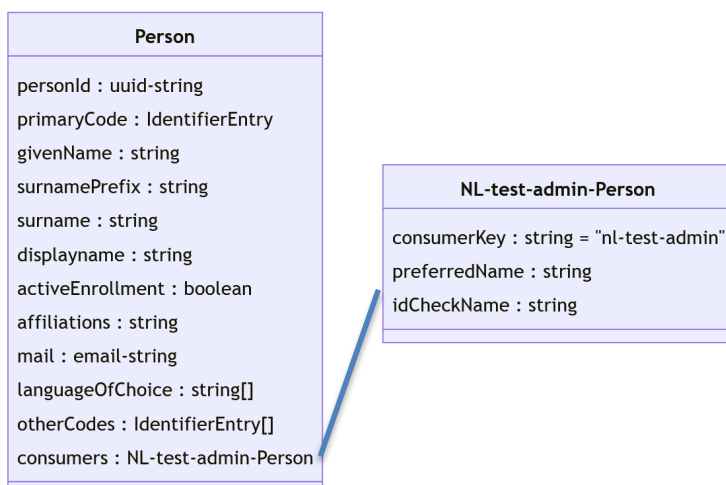 Person
personId : uuid-string
primaryCode : IdentifierEntry
givenName : string
surnamePrefix : string
surname : string
displayname : string
activeEnrollment : boolean
affiliations : string
mail : email-string
languageOfChoice : string[]
otherCodes : IdentifierEntry[]
consumers : NL-test-admin-Person
NL-test-admin-Person
consumerKey : string = "nl-test-admin"
preferredName : string
idCheckName : string